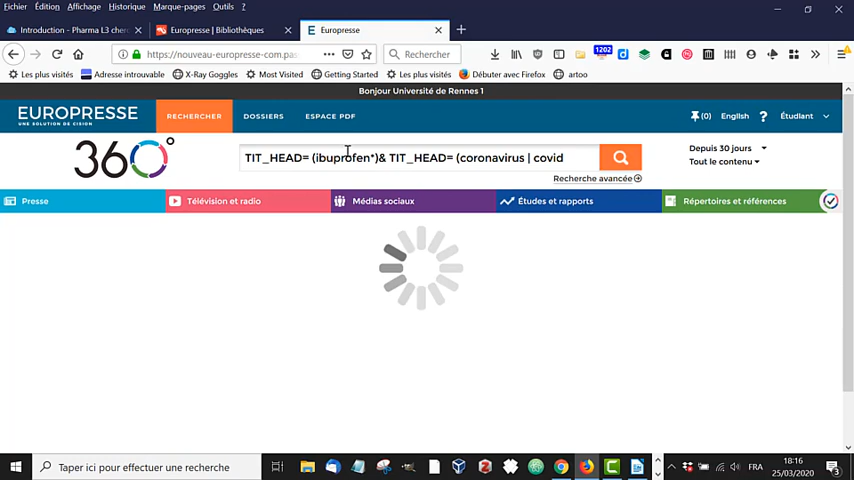 Fichier Édition Affichage Historique Marque-pages Outils ?
Introduction - Pharma L3 cherc
Europresse | Bibliothèques
Europresse
https://nouveau-europresse-com.pas
Rechercher
1202
Les plus visités Adresse introuvable X-Ray Goggles Most Visited Getting Started Les plus visités Débuter avec Firefox artoo
Bonjour Université de Rennes 1
EUROPRESSE
UNE SOLUTION DE CISION
RECHERCHER DOSSIERS ESPACE PDF
(0) English ? Étudiant
360°
TIT_HEAD= (ibuprofen*)& TIT_HEAD= (coronavirus | covid
Depuis 30 jours
Tout le contenu
Recherche avancée
Presse Télévision et radio Médias sociaux Études et rapports Répertoires et références
Taper ici pour effectuer une recherche
FRA
18:16
25/03/2020
3